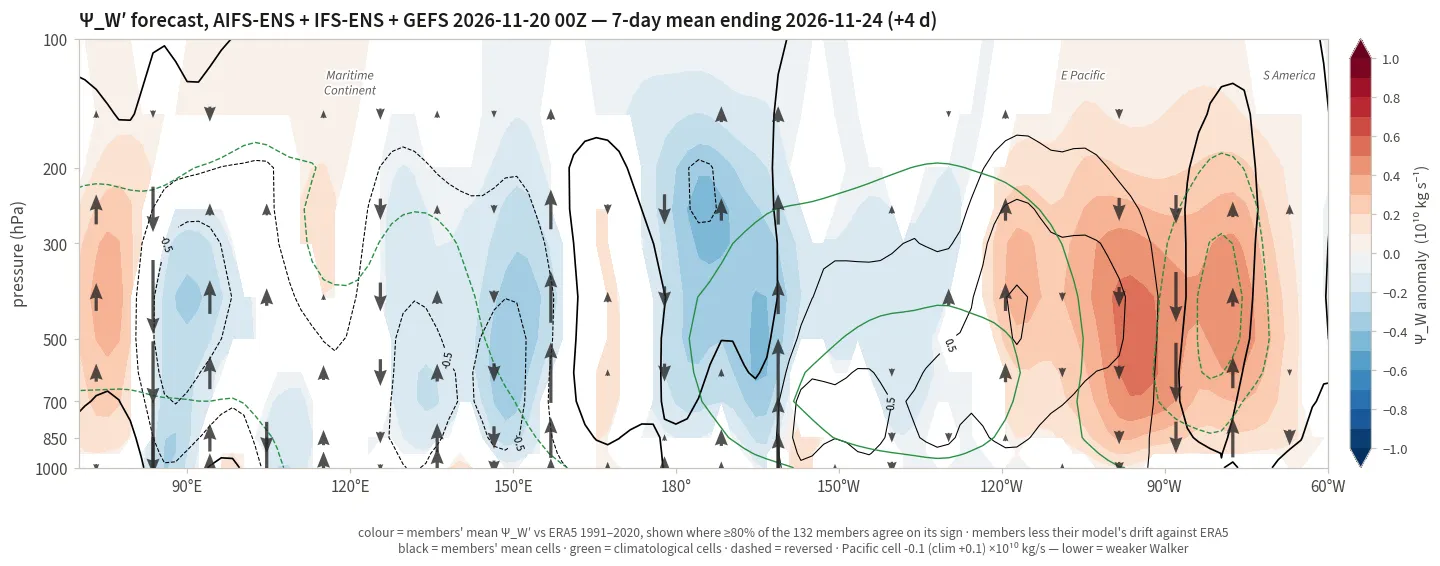 Ψ_W′ forecast, AIFS-ENS + IFS-ENS + GEFS 2026-11-20 00Z — 7-day mean ending 2026-11-24 (+4 d)
pressure (hPa)
100
200
300
400
500
700
850
1000
Maritime
Continent
E Pacific
S America
-0.5
-0.5
-0.5
0.5
0.5
90°E
120°E
150°E
180°
150°W
120°W
90°W
60°W
1.0
0.8
0.6
0.4
0.2
0.0
−0.2
−0.4
−0.6
−0.8
−1.0
Ψ_W anomaly (10¹⁰ kg s⁻¹)
colour = members' mean Ψ_W′ vs ERA5 1991–2020, shown where ≥80% of the 132 members agree on its sign · members less their model's drift against ERA5
black = members' mean cells · green = climatological cells · dashed = reversed · Pacific cell -0.1 (clim +0.1) ×10¹⁰ kg/s — lower = weaker Walker